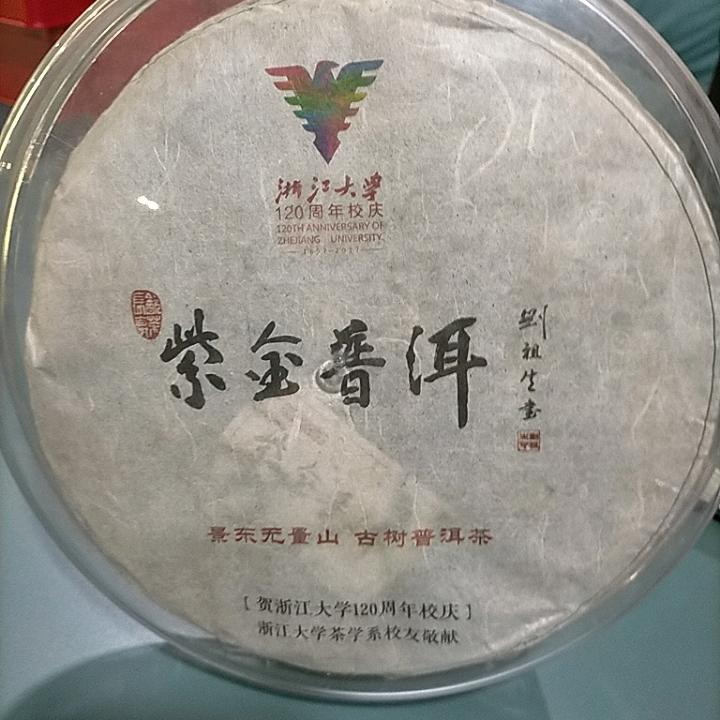 浙江大学
120周年校庆
120TH ANNIVERSARY OF
ZHEJIANG UNIVERSITY
1897-2017
紫金普洱
刘祖生书
景东无量山 古树普洱茶
[贺浙江大学120周年校庆]
浙江大学茶学系校友敬献